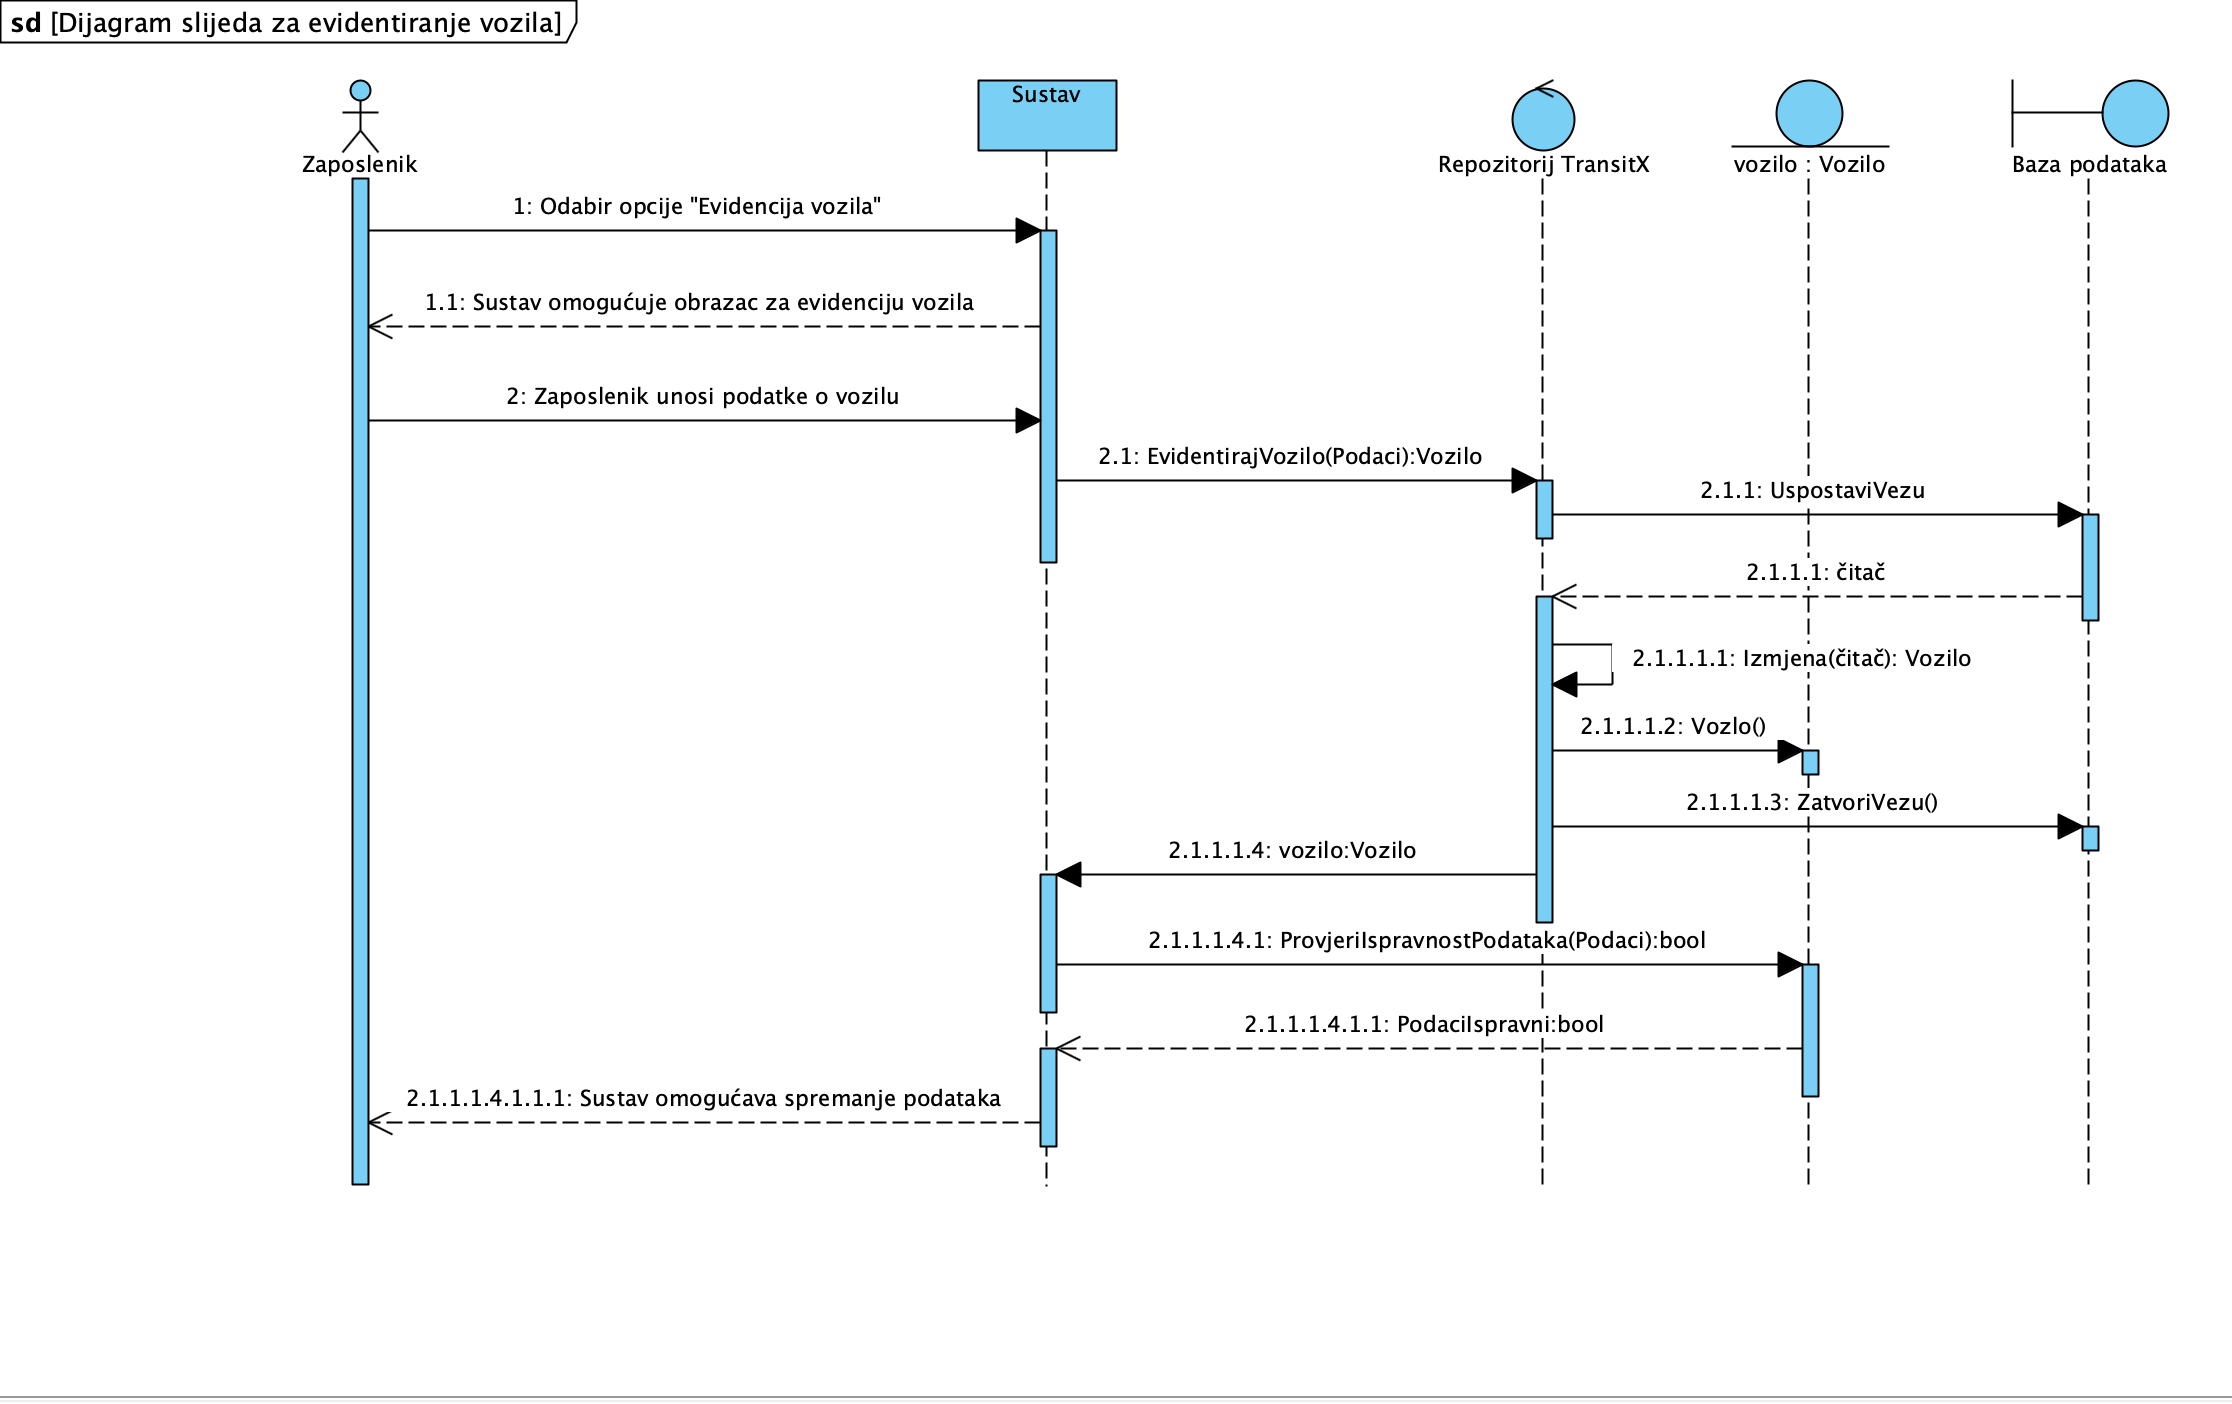 sd [Dijagram slijeda za evidentiranje vozila]
Sustav
Zaposlenik
Repozitorij TransitX
vozilo : Vozilo
Baza podataka
1: Odabir opcije "Evidencija vozila"
1.1: Sustav omogućuje obrazac za evidenciju vozila
2: Zaposlenik unosi podatke o vozilu
2.1: EvidentirajVozilo(Podaci):Vozilo
2.1.1: UspostaviVezu
2.1.1.1: čitač
2.1.1.1.1: Izmjena(čitač): Vozilo
2.1.1.1.2: Vozlo()
2.1.1.1.3: ZatvoriVezu()
2.1.1.1.4: vozilo:Vozilo
2.1.1.1.4.1: ProvjeriIspravnostPodataka(Podaci):bool
2.1.1.1.4.1.1: PodaciIspravni:bool
2.1.1.1.4.1.1.1: Sustav omogućava spremanje podataka